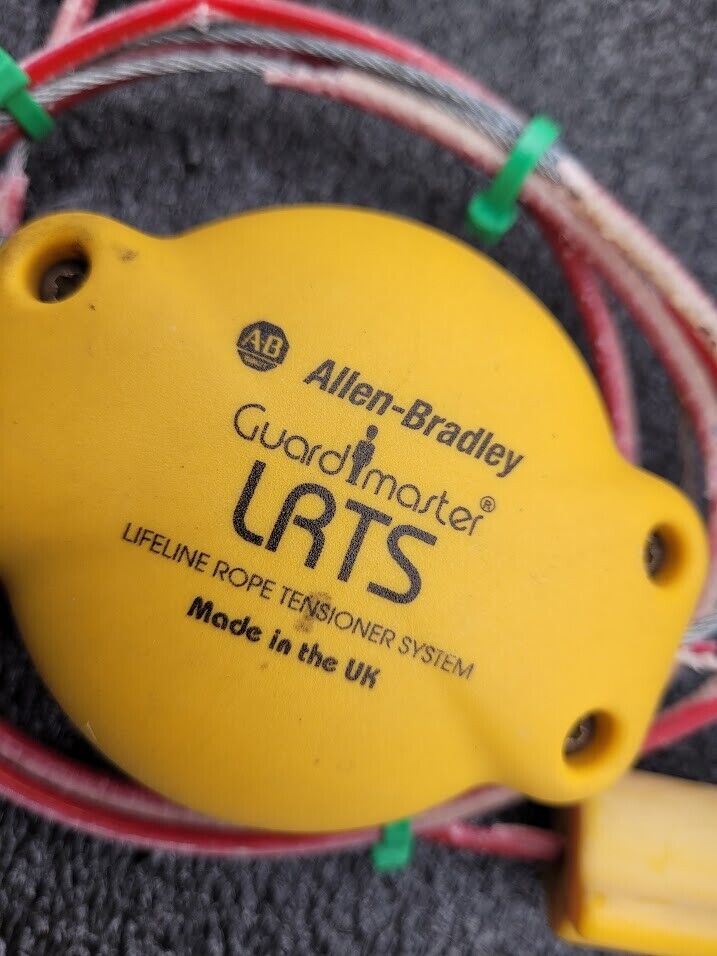 AB
Allen-Bradley
Guardmaster®
LRTS
LIFELINE ROPE TENSIONER SYSTEM
Made in the UK